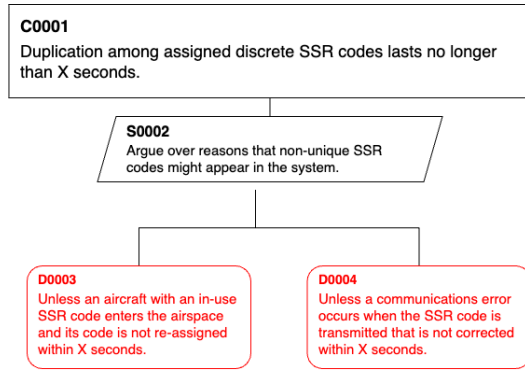 C0001
Duplication among assigned discrete SSR codes lasts no longer
than X seconds.
S0002
Argue over reasons that non-unique SSR
codes might appear in the system.
D0003
Unless an aircraft with an in-use
SSR code enters the airspace
and its code is not re-assigned
within X seconds.
D0004
Unless a communications error
occurs when the SSR code is
transmitted that is not corrected
within X seconds.